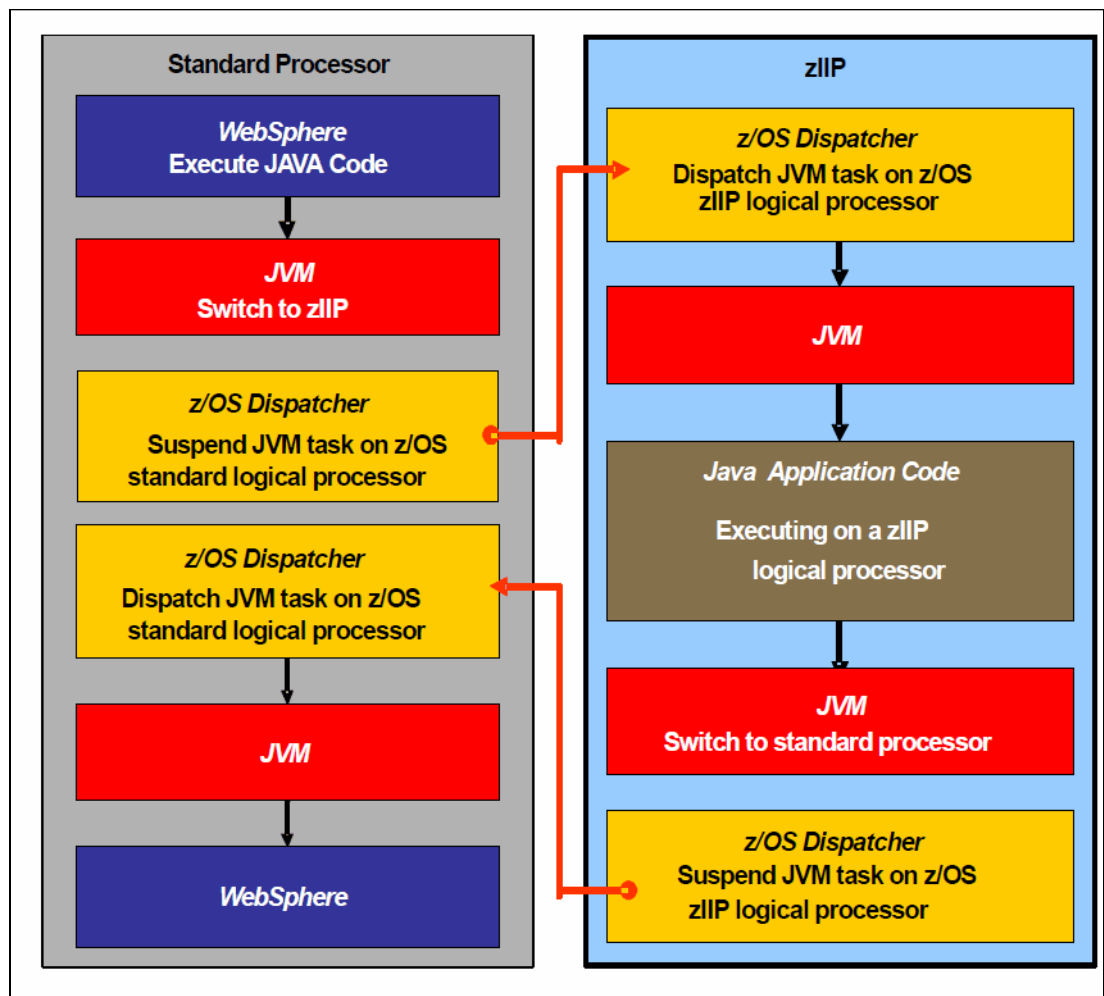 Standard Processor
WebSphere
Execute JAVA Code
JVM
Switch to zIIP
z/OS Dispatcher
Suspend JVM task on z/OS
standard logical processor
z/OS Dispatcher
Dispatch JVM task on z/OS
standard logical processor
JVM
WebSphere
zIIP
z/OS Dispatcher
Dispatch JVM task on z/OS
zIIP logical processor
JVM
Java Application Code
Executing on a zIIP
logical processor
JVM
Switch to standard processor
z/OS Dispatcher
Suspend JVM task on z/OS
zIIP logical processor